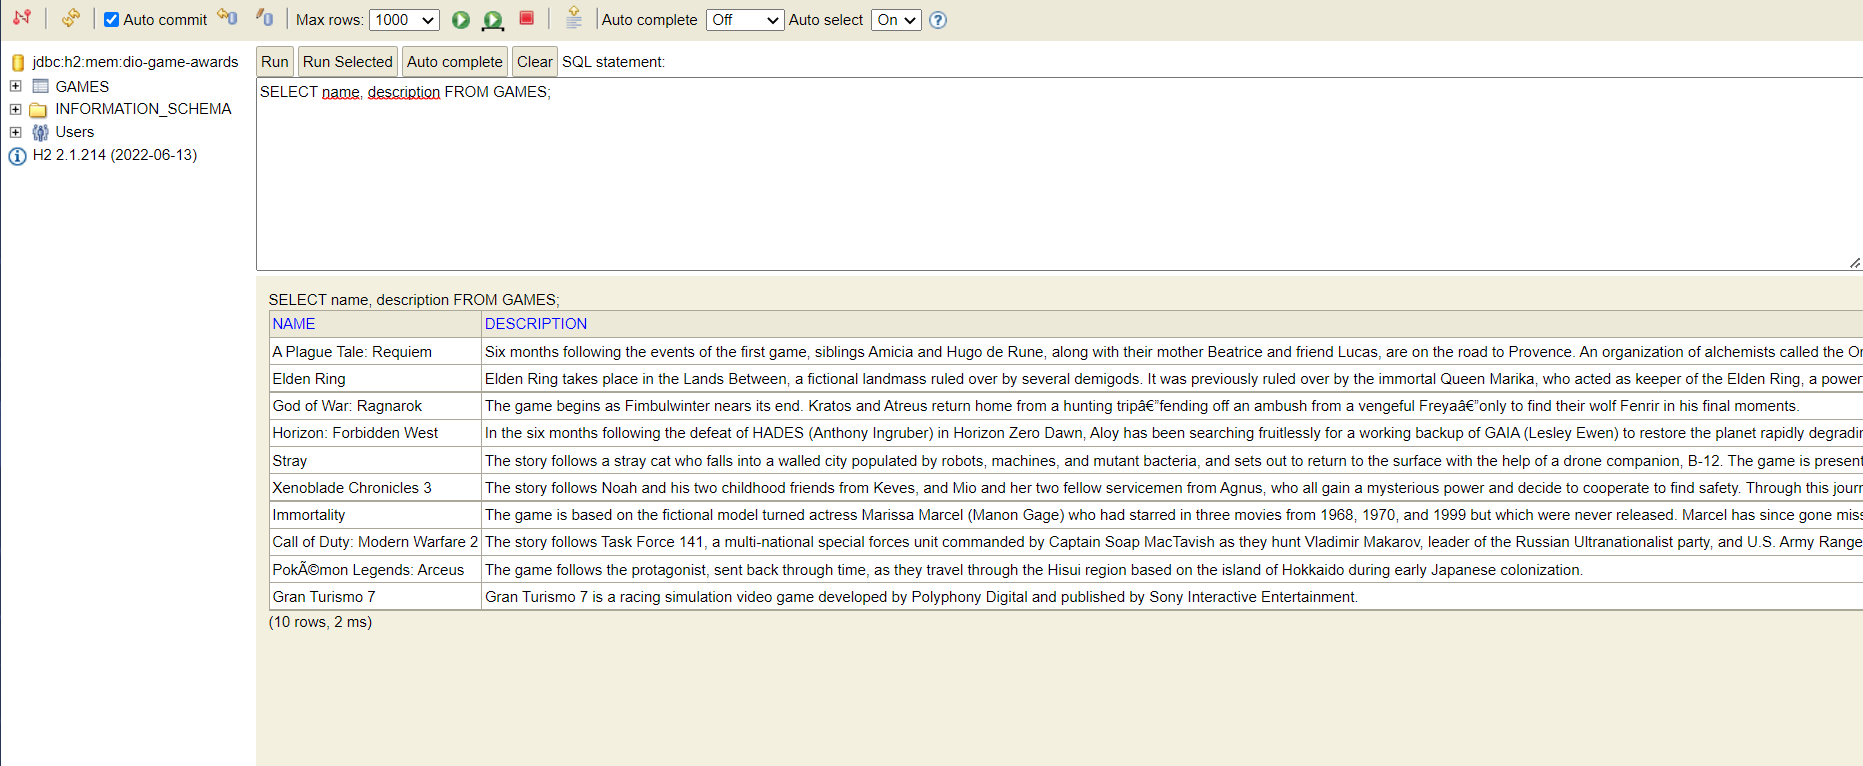 Auto commit Max rows: 1000 Auto complete Off Auto select On ?
jdbc:h2:mem:dio-game-awards
GAMES
INFORMATION_SCHEMA
Users
H2 2.1.214 (2022-06-13)
Run Run Selected Auto complete Clear SQL statement:
SELECT name, description FROM GAMES;
SELECT name, description FROM GAMES;
NAME DESCRIPTION
A Plague Tale: Requiem Six months following the events of the first game, siblings Amicia and Hugo de Rune, along with their mother Beatrice and friend Lucas, are on the road to Provence. An organization of alchemists called the
Elden Ring Elden Ring takes place in the Lands Between, a fictional landmass ruled over by several demigods. It was previously ruled over by the immortal Queen Marika, who acted as keeper of the Elden Ring, a power
God of War: Ragnarok The game begins as Fimbulwinter nears its end. Kratos and Atreus return home from a hunting tripâ€”fending off an ambush from a vengeful Freyaâ€”only to find their wolf Fenrir in his final moments.
Horizon: Forbidden West In the six months following the defeat of HADES (Anthony Ingruber) in Horizon Zero Dawn, Aloy has been searching fruitlessly for a working backup of GAIA (Lesley Ewen) to restore the planet rapidly degradin
Stray The story follows a stray cat who falls into a walled city populated by robots, machines, and mutant bacteria, and sets out to return to the surface with the help of a drone companion, B-12. The game is present
Xenoblade Chronicles 3 The story follows Noah and his two childhood friends from Keves, and Mio and her two fellow servicemen from Agnus, who all gain a mysterious power and decide to cooperate to find safety. Through this journ
Immortality The game is based on the fictional model turned actress Marissa Marcel (Manon Gage) who had starred in three movies from 1968, 1970, and 1999 but which were never released. Marcel has since gone miss
Call of Duty: Modern Warfare 2 The story follows Task Force 141, a multi-national special forces unit commanded by Captain Soap MacTavish as they hunt Vladimir Makarov, leader of the Russian Ultranationalist party, and U.S. Army Range
PokÃ©mon Legends: Arceus The game follows the protagonist, sent back through time, as they travel through the Hisui region based on the island of Hokkaido during early Japanese colonization.
Gran Turismo 7 Gran Turismo 7 is a racing simulation video game developed by Polyphony Digital and published by Sony Interactive Entertainment.
(10 rows, 2 ms)